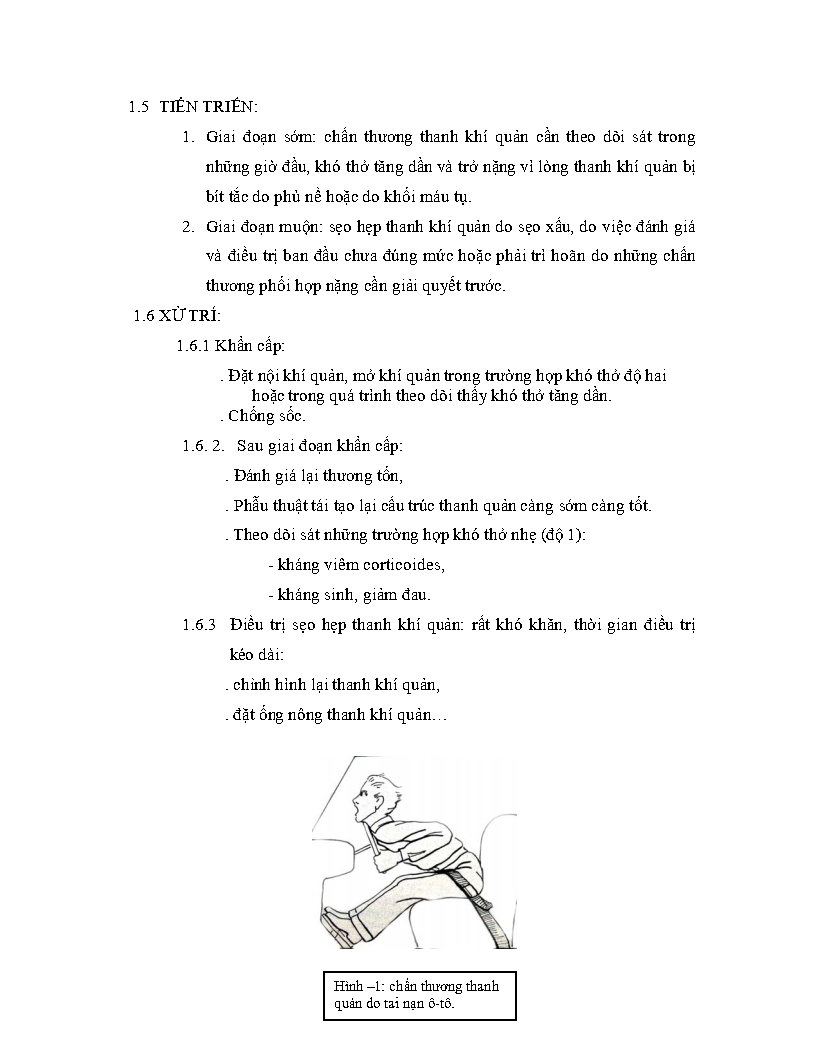 1.5 TIẾN TRIỂN:
1. Giai đoạn sớm: chấn thương thanh khí quản cần theo dõi sát trong
những giờ đầu, khó thở tăng dần và trở nặng vì lòng thanh khí quản bị
bít tắc do phù nề hoặc do khối máu tụ.
2. Giai đoạn muộn: sẹo hẹp thanh khí quản do sẹo xấu, do việc đánh giá
và điều trị ban đầu chưa đúng mức hoặc phải trì hoãn do những chấn
thương phối hợp nặng cần giải quyết trước.
1.6 XỬ TRÍ:
1.6.1 Khẩn cấp:
. Đặt nội khí quản, mở khí quản trong trường hợp khó thở độ hai
hoặc trong quá trình theo dõi thấy khó thở tăng dần.
. Chống sốc.
1.6. 2. Sau giai đoạn khẩn cấp:
. Đánh giá lại thương tổn,
. Phẫu thuật tái tạo lại cấu trúc thanh quản càng sớm càng tốt.
. Theo dõi sát những trường hợp khó thở nhẹ (độ 1):
- kháng viêm corticoides,
- kháng sinh, giảm đau.
1.6.3 Điều trị sẹo hẹp thanh khí quản: rất khó khăn, thời gian điều trị
kéo dài:
. chỉnh hình lại thanh khí quản,
. đặt ống nông thanh khí quản…
Hình –1: chấn thương thanh
quản do tai nạn ô-tô.